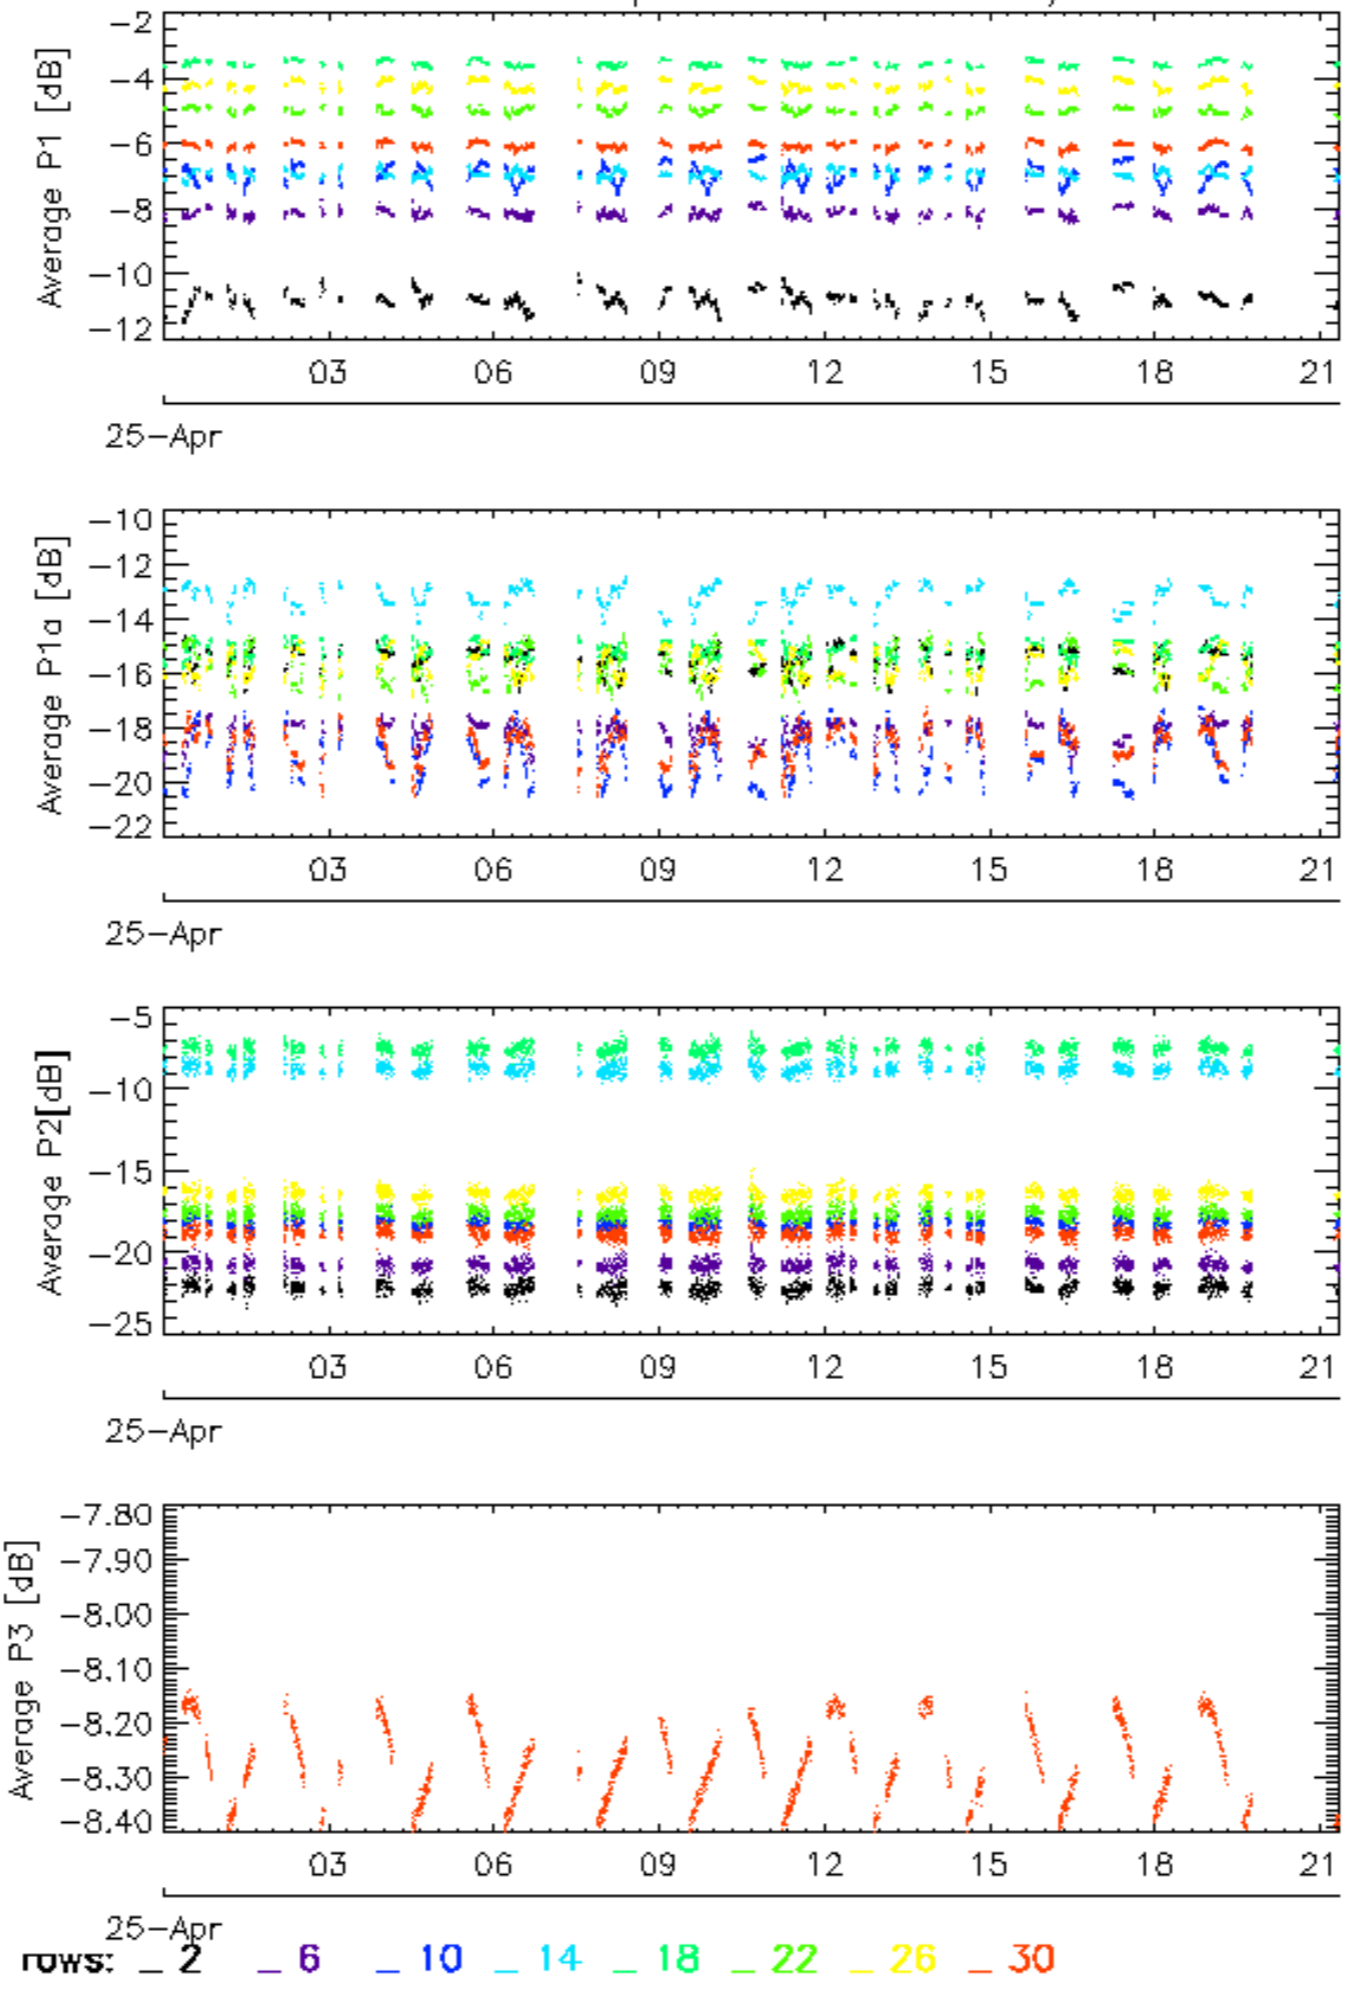 Average P1 [dB]
-2
-4
-6
-8
-10
-12
03 06 09 12 15 18 21
25-Apr
Average P1a [dB]
-10
-12
-14
-16
-18
-20
-22
03 06 09 12 15 18 21
25-Apr
Average P2[dB]
-5
-10
-15
-20
-25
03 06 09 12 15 18 21
25-Apr
Average P3 [dB]
-7.80
-7.90
-8.00
-8.10
-8.20
-8.30
-8.40
03 06 09 12 15 18 21
25-Apr
rows: _ 2 _ 6 _ 10 _ 14 _ 18 _ 22 _ 26 _ 30